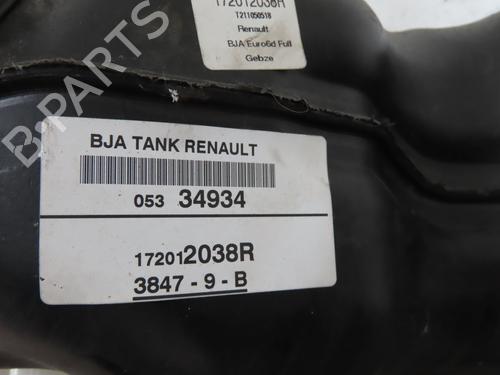 172012038R
T211050518
Renault
BJA Euro6d Full
Gebze
B-PARTS
BJA TANK RENAULT
053 34934
172012038R
3847 - 9 - B